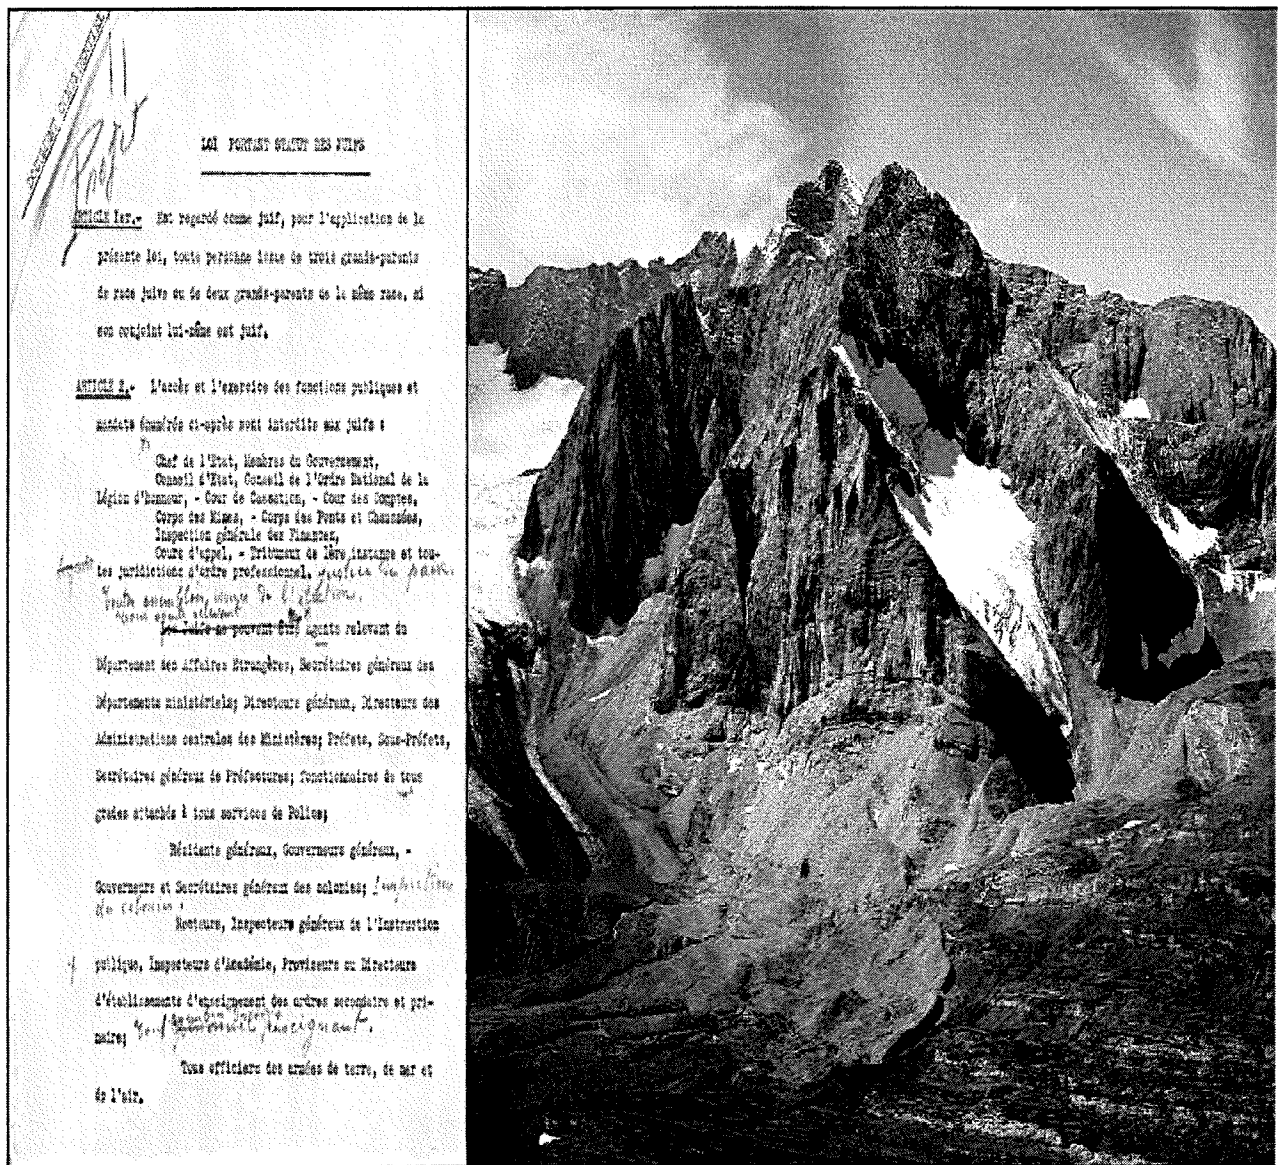 Projet
LOI PORTANT STATUT DES JUIFS
ARTICLE 1er.- Est regardé comme juif, pour l'application de la
présente loi, toute personne issue de trois grands-parents
de race juive ou de deux grands-parents de la même race, si
son conjoint lui-même est juif.
ARTICLE 2.- L'accès et l'exercice des fonctions publiques et
mandats énumérés ci-après sont interdits aux juifs :
Chef de l'Etat, Membres du Gouvernement,
Conseil d'Etat, Conseil de l'Ordre National de la
Légion d'honneur, - Cour de Cassation, - Cour des Comptes,
Corps des Mines, - Corps des Ponts et Chaussées,
Inspection générale des Finances,
Cours d'appel, - Tribunaux de 1ère instance et tou-
tes juridictions d'ordre professionnel,
Les Juifs ne peuvent être agents relevant du
Département des Affaires Etrangères, Secrétaires généraux des
Départements ministériels; Directeurs généraux, Directeurs des
Administrations centrales des Ministères; Préfets, Sous-Préfets,
Secrétaires généraux de Préfectures; fonctionnaires de tous
grades attachés à tous services de Police;
Résidents généraux, Gouverneurs généraux, -
Gouverneurs et Secrétaires généraux des colonies;
Recteurs, Inspecteurs généraux de l'Instruction
publique, Inspecteurs d'Académie, Proviseurs ou Directeurs
d'établissements d'enseignement des ordres secondaire et pri-
maire;
Tous officiers des armées de terre, de mer et
de l'air.